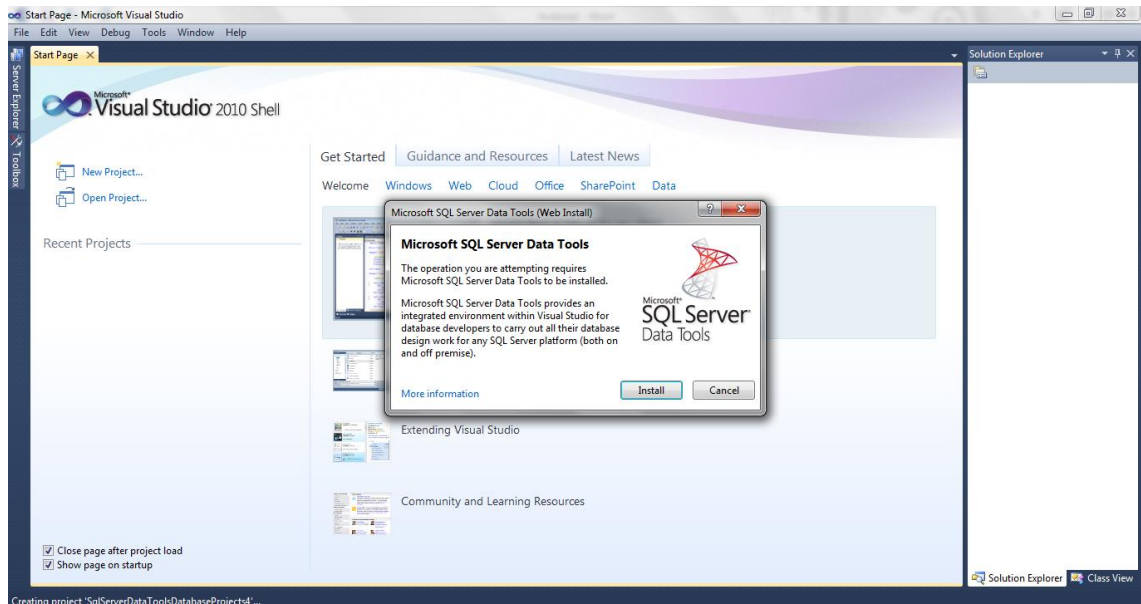 Start Page - Microsoft Visual Studio
File Edit View Debug Tools Window Help
Server Explorer
Toolbox
Start Page
Microsoft®
Visual Studio® 2010 Shell
New Project...
Open Project...
Recent Projects
Close page after project load
Show page on startup
Get Started Guidance and Resources Latest News
Welcome Windows Web Cloud Office SharePoint Data
Microsoft SQL Server Data Tools (Web Install)
Microsoft SQL Server Data Tools
The operation you are attempting requires
Microsoft SQL Server Data Tools to be installed.
Microsoft SQL Server Data Tools provides an
integrated environment within Visual Studio for
database developers to carry out all their database
design work for any SQL Server platform (both on
and off premise).
Microsoft®
SQL Server®
Data Tools
More information
Install
Cancel
Extending Visual Studio
Community and Learning Resources
Solution Explorer
Solution Explorer Class View
Creating project 'SqlServerDataToolsDatabaseProjects4'...